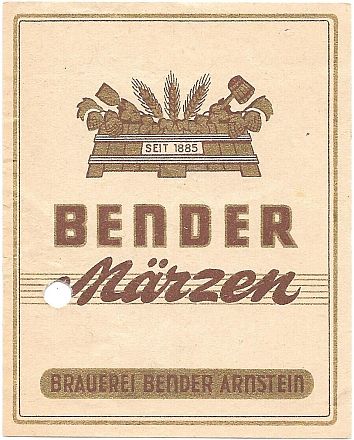 SEIT 1885
BENDER
Märzen
BRAUEREI BENDER ARNSTEIN